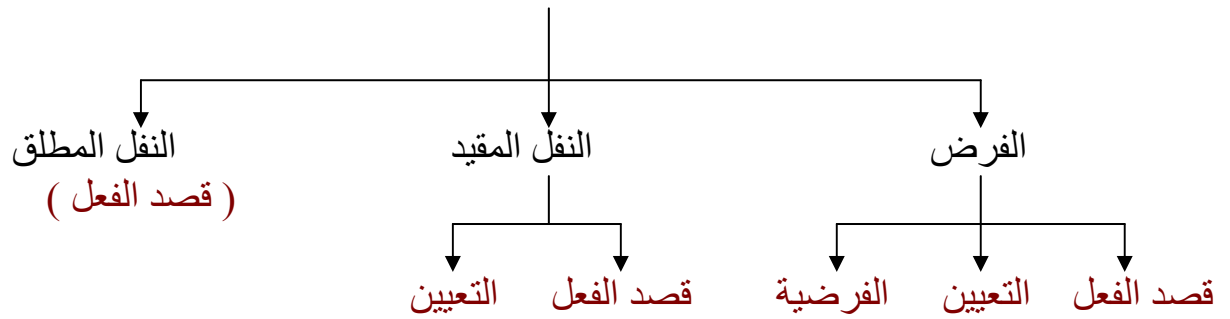 الفرض النفل المقيد النفل المطلق
( قصد الفعل )
قصد الفعل التعيين الفرضية قصد الفعل التعيين